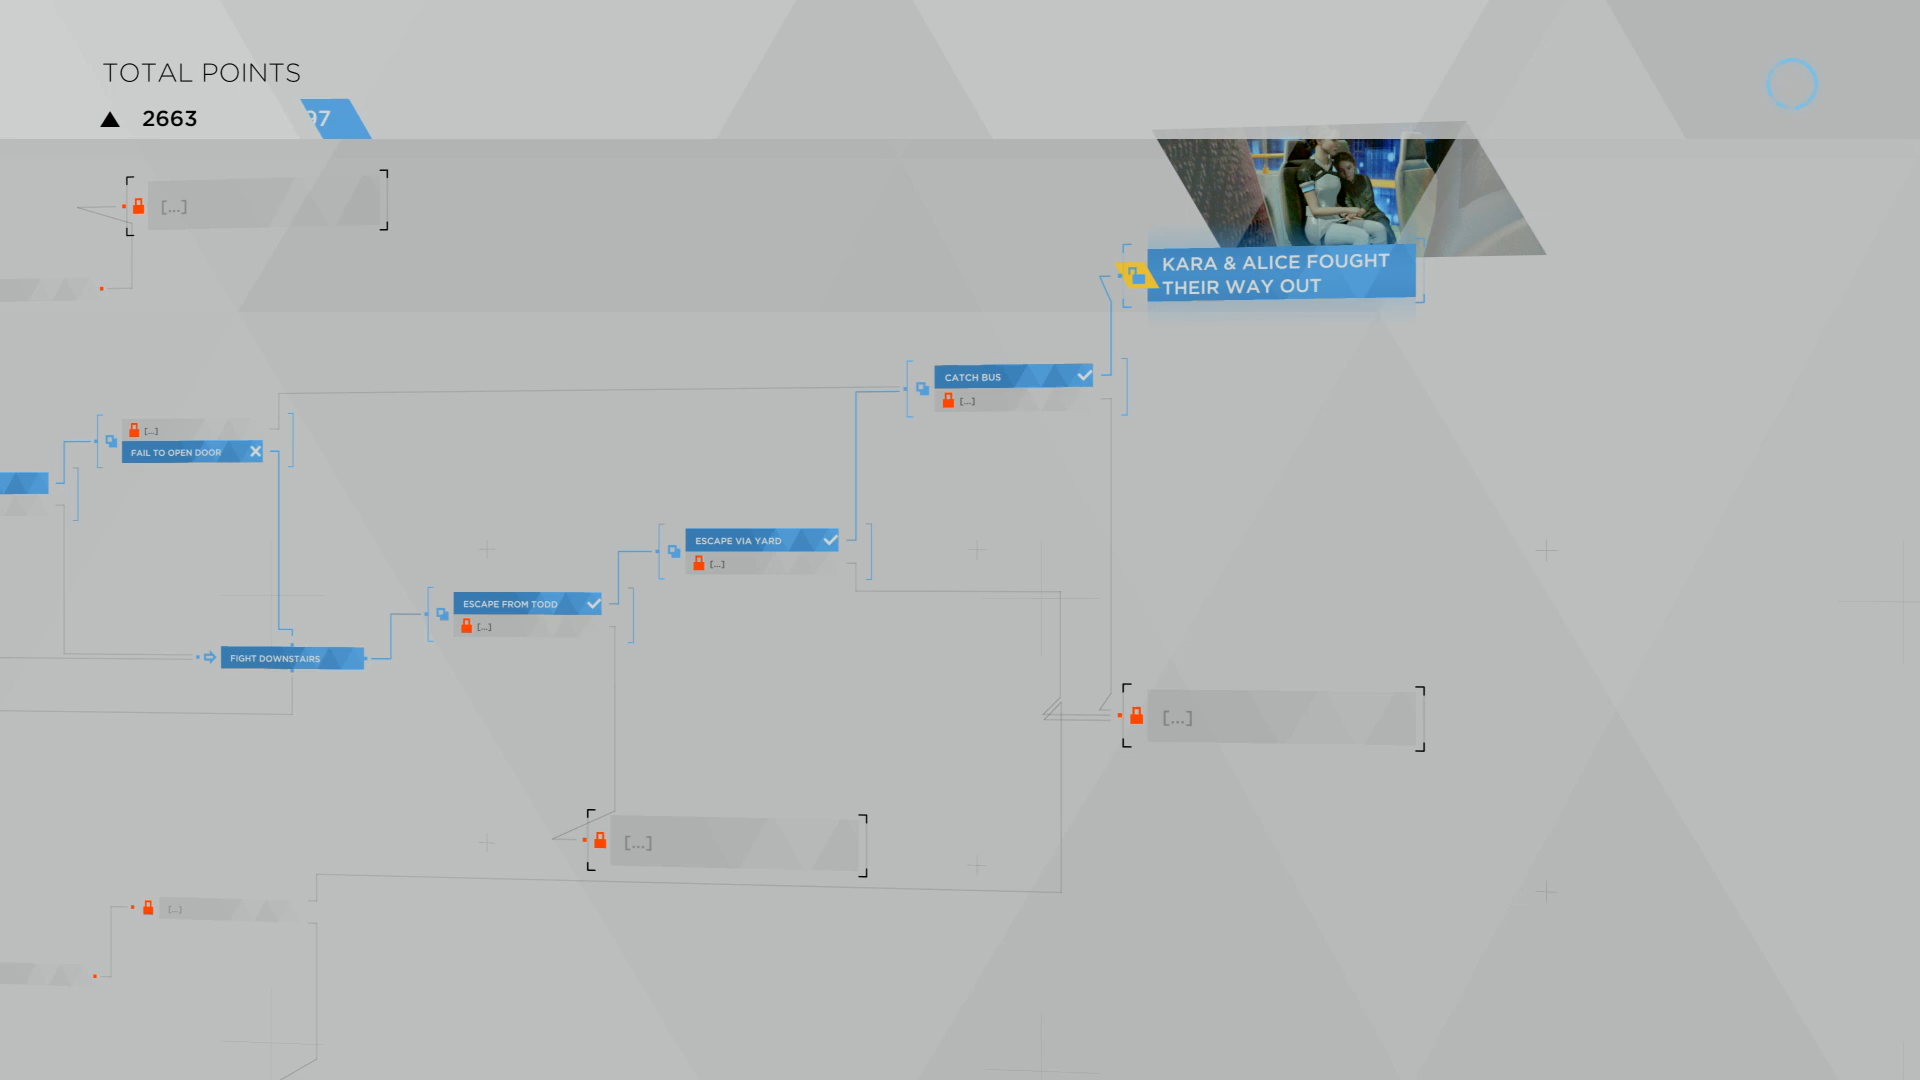 TOTAL POINTS
2663
97
[...]
KARA & ALICE FOUGHT
THEIR WAY OUT
CATCH BUS
[...]
[...]
FAIL TO OPEN DOOR
ESCAPE VIA YARD
[...]
ESCAPE FROM TODD
[...]
FIGHT DOWNSTAIRS
[...]
[...]
[...]